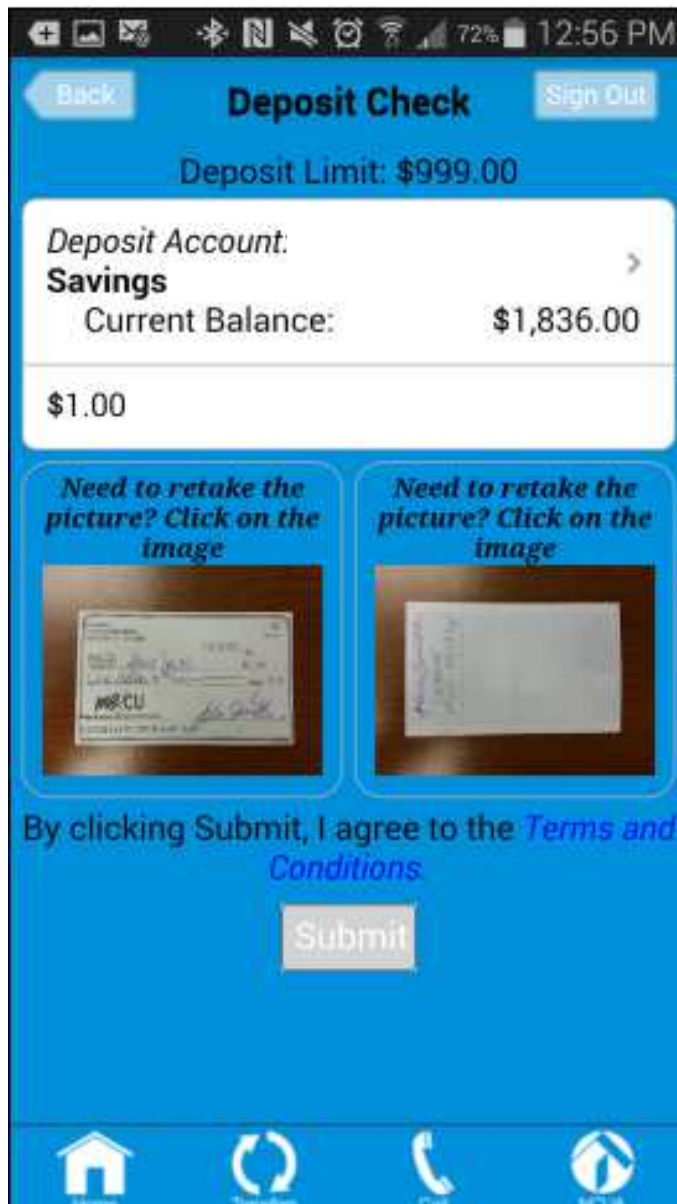 72% 12:56 PM
Back Deposit Check Sign Out
Deposit Limit: $999.00
Deposit Account:
Savings
Current Balance: $1,836.00
$1.00
Need to retake the
picture? Click on the
image
Need to retake the
picture? Click on the
image
CU
By clicking Submit, I agree to the Terms and
Conditions.
Submit